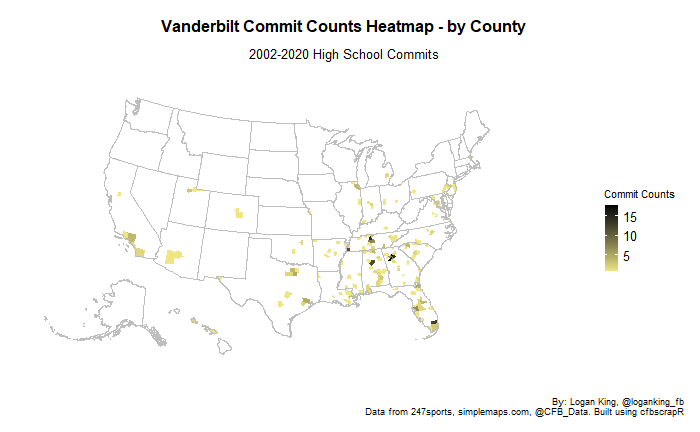 Vanderbilt Commit Counts Heatmap - by County
2002-2020 High School Commits
Commit Counts
15
10
5
By: Logan King, @loganking_fb
Data from 247sports, simplemaps.com, @CFB_Data. Built using cfbscrapR